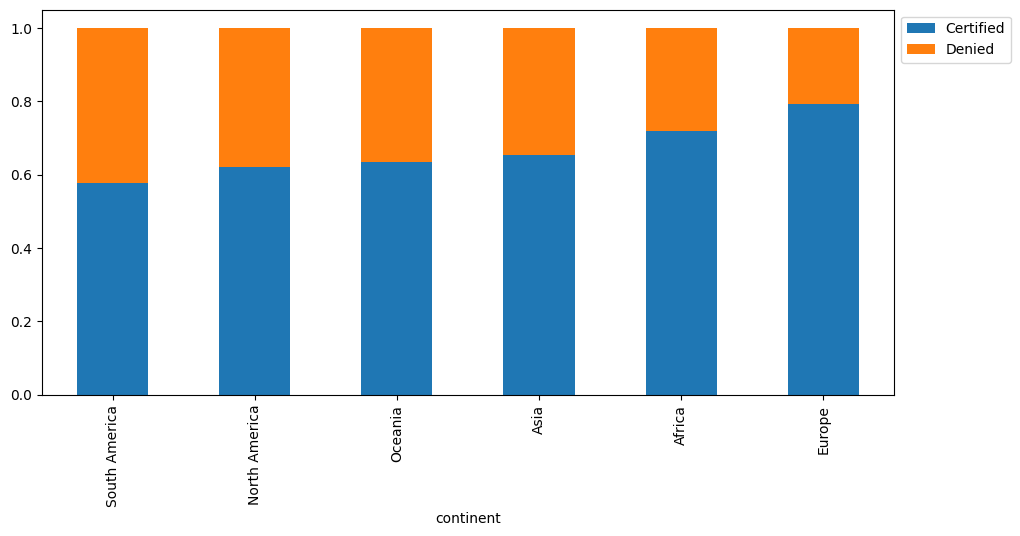 1.0
0.8
0.6
0.4
0.2
0.0
South America
North America
Oceania
Asia
Africa
Europe
continent
Certified
Denied